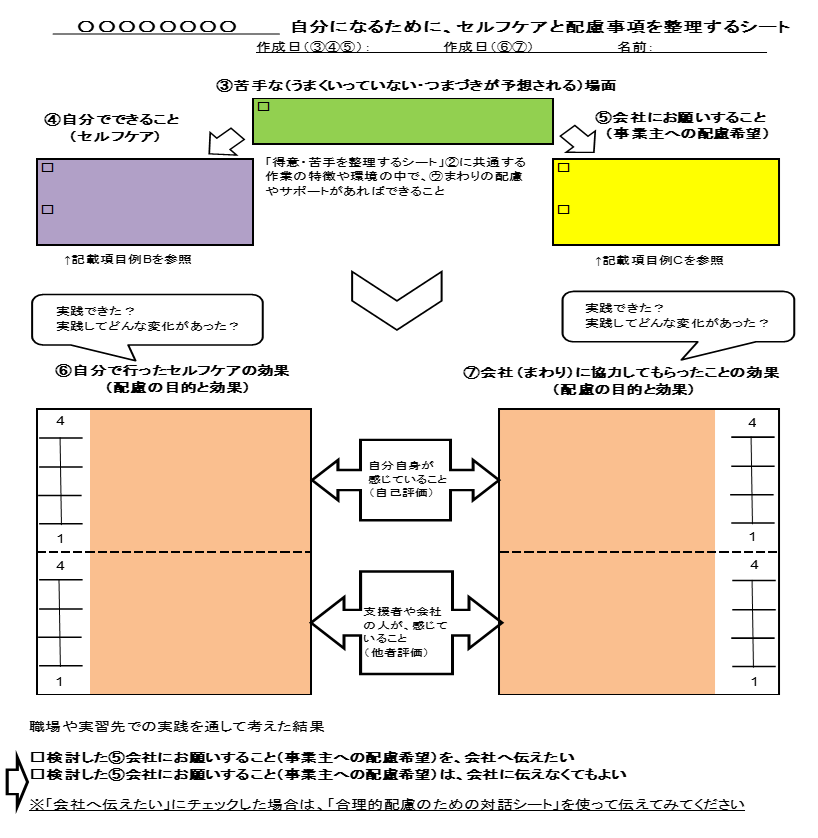 〇〇〇〇〇〇〇〇 自分になるために、セルフケアと配慮事項を整理するシート
作成日(③④⑤)： 作成日(⑥⑦) 名前：
③苦手な(うまくいっていない・つまづきが予想される)場面
□
④自分でできること
(セルフケア)
⑤会社にお願いすること
(事業主への配慮希望)
「得意・苦手を整理するシート」②に共通する
作業の特徴や環境の中で、㋒まわりの配慮
やサポートがあればできること
□
□
□
□
↑記載項目例Bを参照
↑記載項目例Cを参照
実践できた？
実践してどんな変化があった？
実践できた？
実践してどんな変化があった？
⑥自分で行ったセルフケアの効果
(配慮の目的と効果)
⑦会社(まわり)に協力してもらったことの効果
(配慮の目的と効果)
4
1
4
1
自分自身が
感じていること
(自己評価)
支援者や会社
の人が、感じて
いること
(他者評価)
4
1
4
1
職場や実習先での実践を通して考えた結果
□検討した⑤会社にお願いすること(事業主への配慮希望)を、会社へ伝えたい
□検討した⑤会社にお願いすること(事業主への配慮希望)は、会社に伝えなくてもよい
※「会社へ伝えたい」にチェックした場合は、「合理的配慮のための対話シート」を使って伝えてみてください